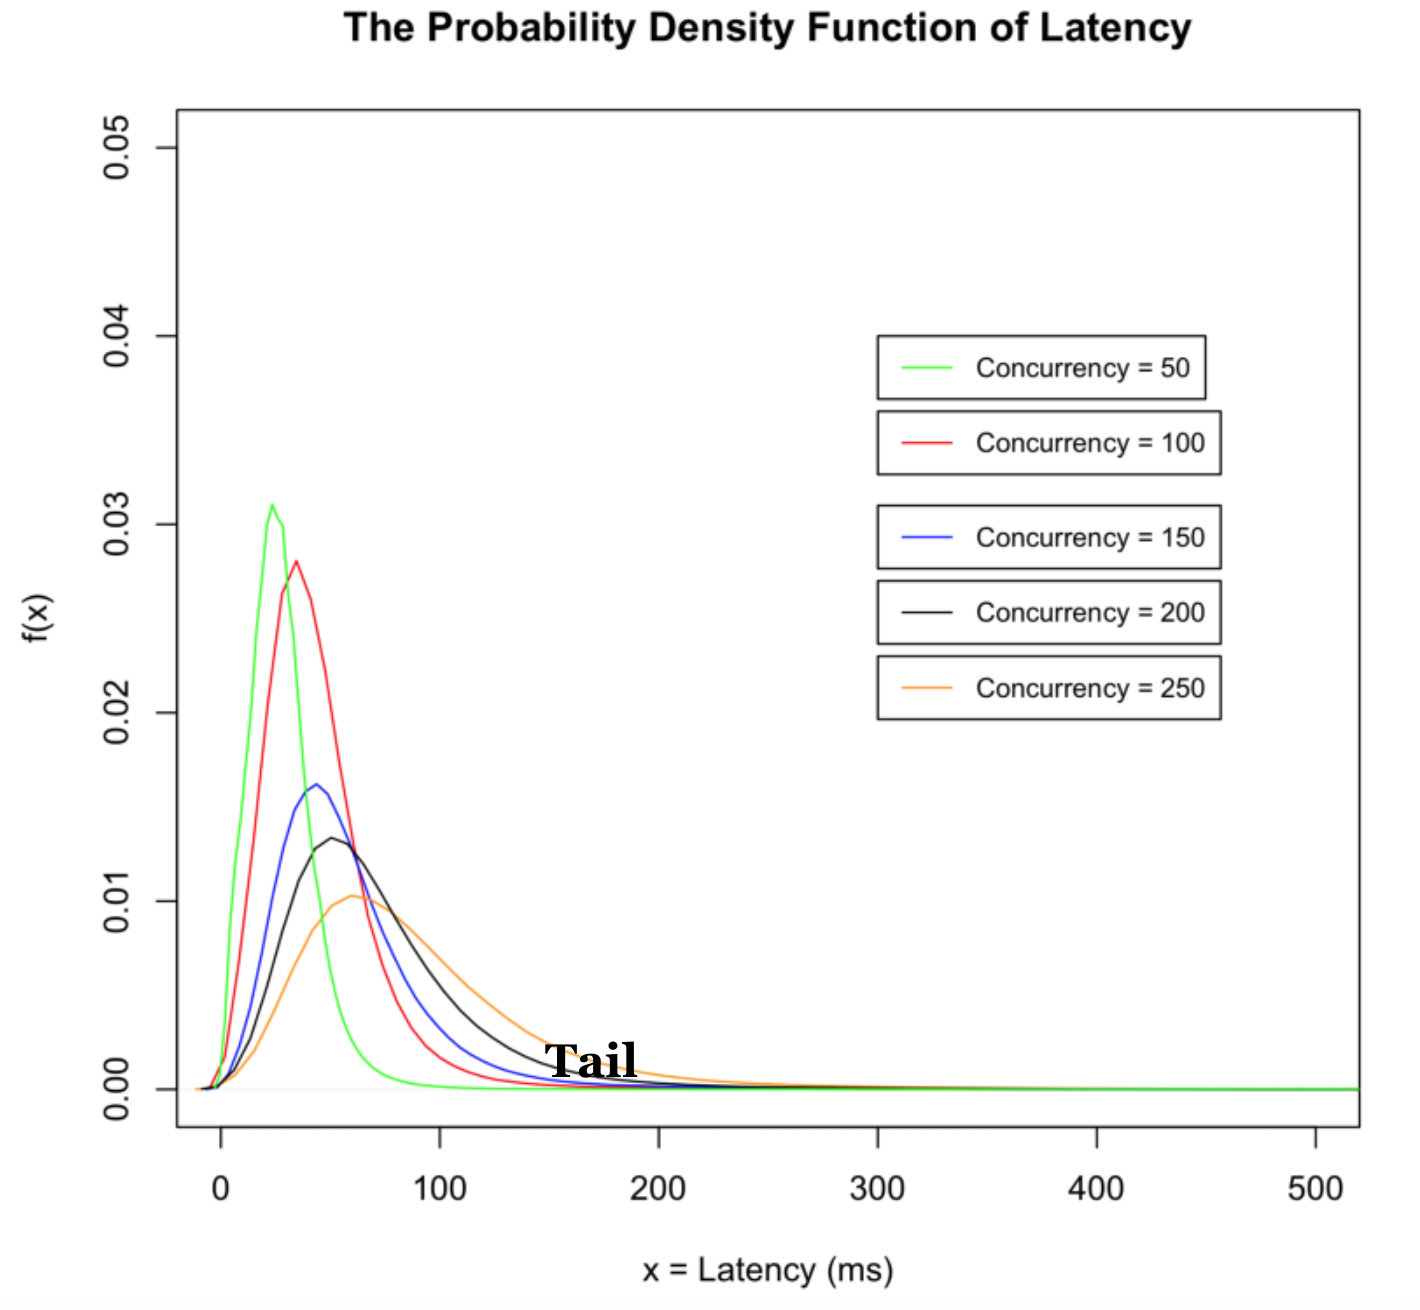 The Probability Density Function of Latency
0.05
0.04
0.03
0.02
0.01
0.00
f(x)
Concurrency = 50
Concurrency = 100
Concurrency = 150
Concurrency = 200
Concurrency = 250
Tail
0 100 200 300 400 500
x = Latency (ms)